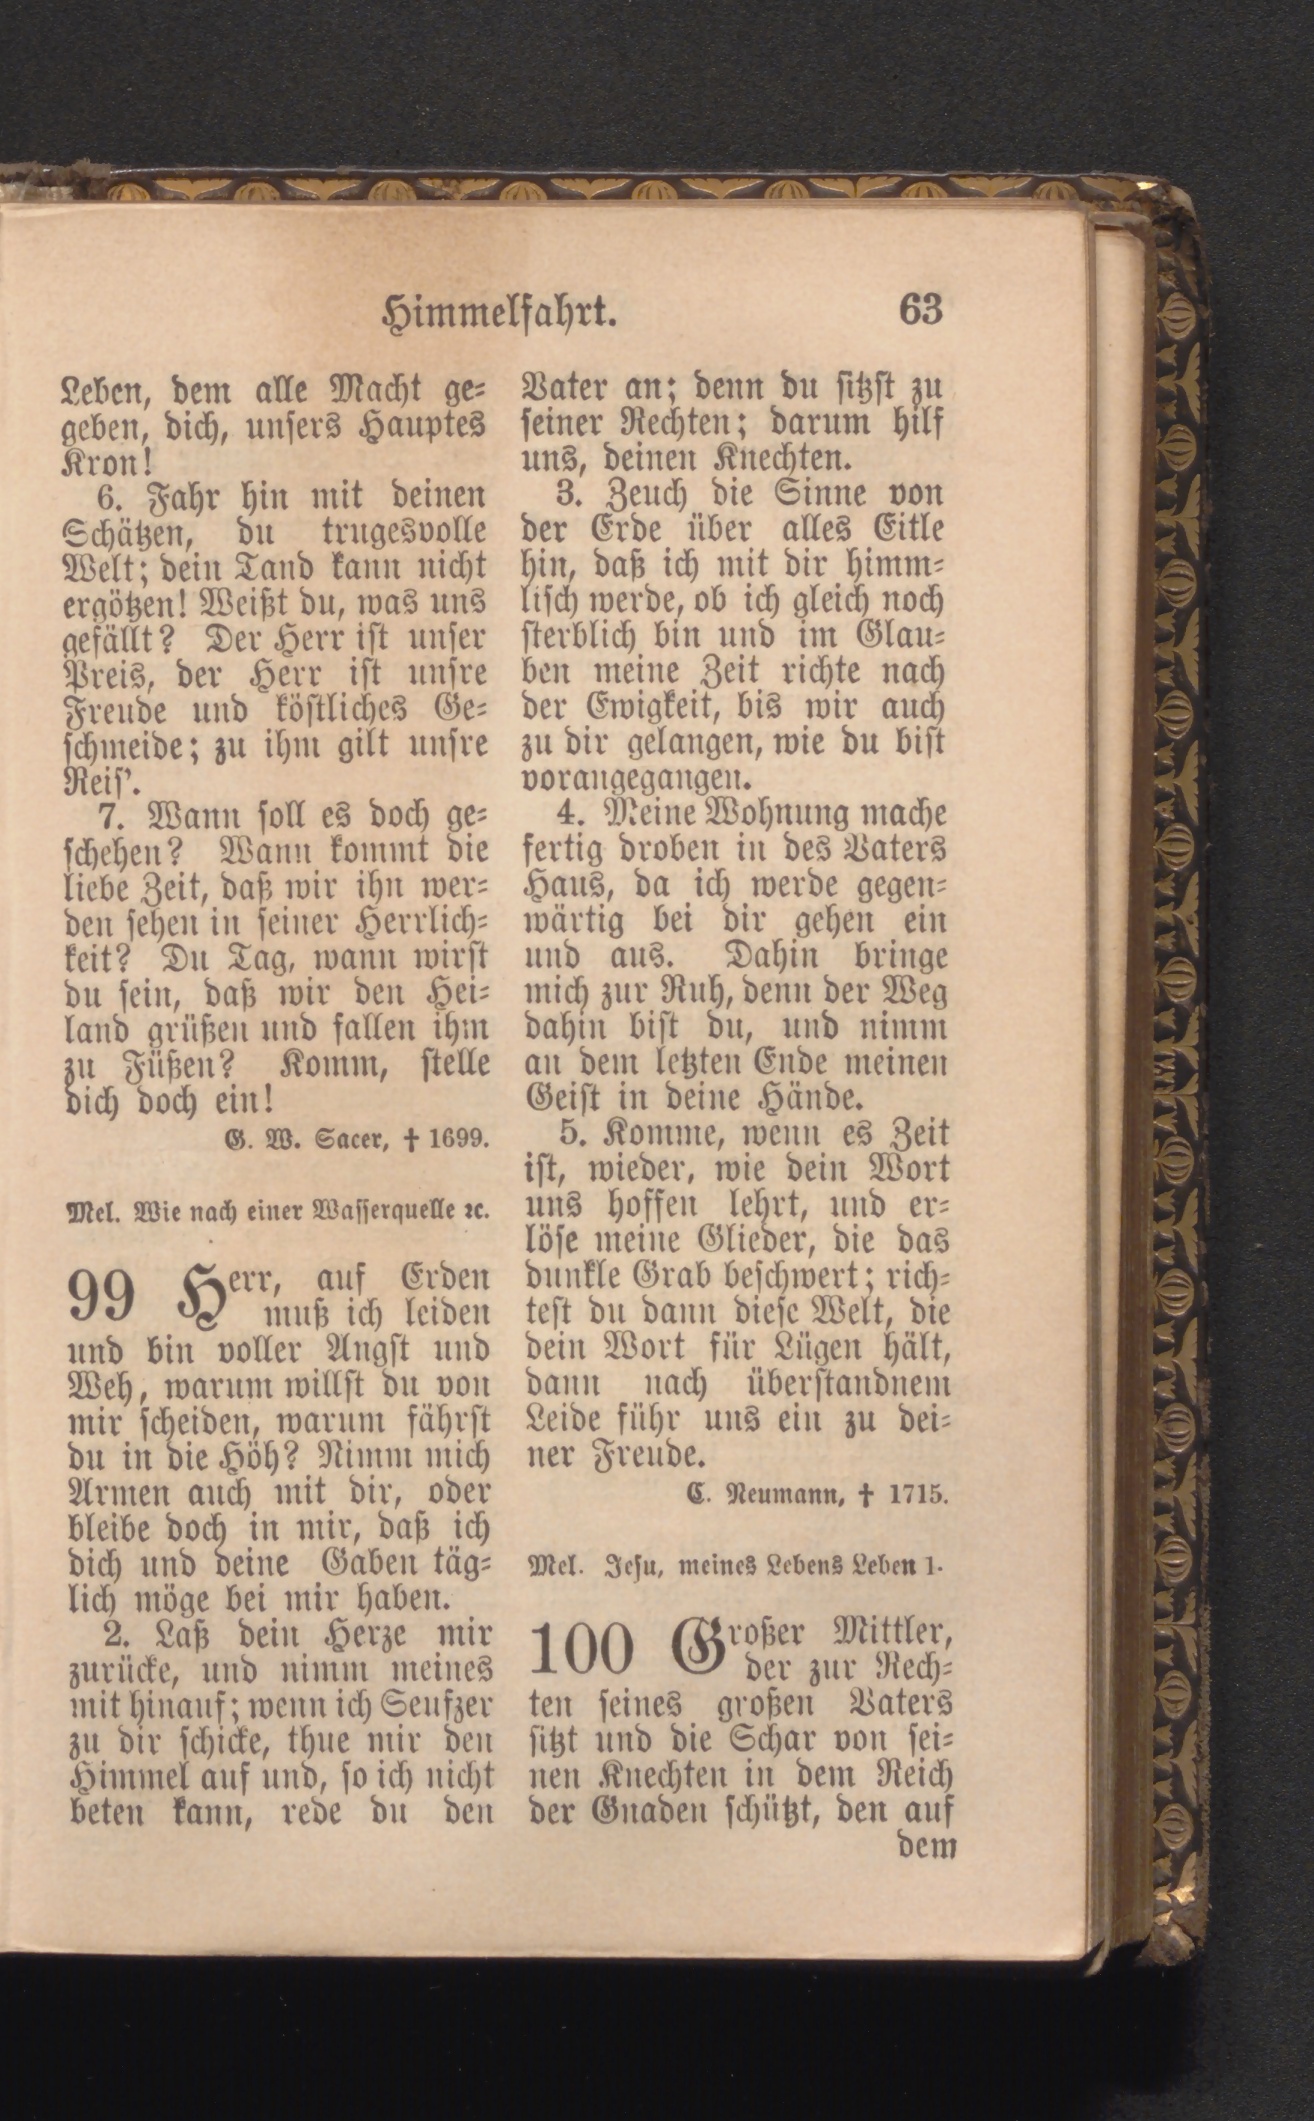 Himmelfahrt. 63
Leben, dem alle Macht ge-
geben, dich, unsers Hauptes
Kron!
6. Fahr hin mit deinen
Schätzen, du trugesvolle
Welt; dein Tand kann nicht
ergötzen! Weißt du, was uns
gefällt? Der Herr ist unser
Preis, der Herr ist unsre
Freude und köstliches Ge-
schmeide; zu ihm gilt unsre
Reis'.
7. Wann soll es doch ge-
schehen? Wann kommt die
liebe Zeit, daß wir ihn wer-
den sehen in seiner Herrlich-
keit? Du Tag, wann wirst
du sein, daß wir den Hei-
land grüßen und fallen ihm
zu Füßen? Komm, stelle
dich doch ein!
G. W. Sacer, † 1699.
Mel. Wie nach einer Wasserquelle ꝛc.
99 Herr, auf Erden
muß ich leiden
und bin voller Angst und
Weh, warum willst du von
mir scheiden, warum fährst
du in die Höh? Nimm mich
Armen auch mit dir, oder
bleibe doch in mir, daß ich
dich und deine Gaben täg-
lich möge bei mir haben.
2. Laß dein Herze mir
zurücke, und nimm meines
mit hinauf; wenn ich Seufzer
zu dir schicke, thue mir den
Himmel auf und, so ich nicht
beten kann, rede du den
Vater an; denn du sitzst zu
seiner Rechten; darum hilf
uns, deinen Knechten.
3. Zeuch die Sinne von
der Erde über alles Eitle
hin, daß ich mit dir himm-
lisch werde, ob ich gleich noch
sterblich bin und im Glau-
ben meine Zeit richte nach
der Ewigkeit, bis wir auch
zu dir gelangen, wie du bist
vorangegangen.
4. Meine Wohnung mache
fertig droben in des Vaters
Haus, da ich werde gegen-
wärtig bei dir gehen ein
und aus. Dahin bringe
mich zur Ruh, denn der Weg
dahin bist du, und nimm
an dem letzten Ende meinen
Geist in deine Hände.
5. Komme, wenn es Zeit
ist, wieder, wie dein Wort
uns hoffen lehrt, und er-
löse meine Glieder, die das
dunkle Grab beschwert; rich-
test du dann diese Welt, die
dein Wort für Lügen hält,
dann nach überstandnem
Leide führ uns ein zu dei-
ner Freude.
C. Neumann, † 1715.
Mel. Jesu, meines Lebens Leben 1.
100 Großer Mittler,
der zur Rech-
ten seines großen Vaters
sitzt und die Schar von sei-
nen Knechten in dem Reich
der Gnaden schützt, den auf
dem